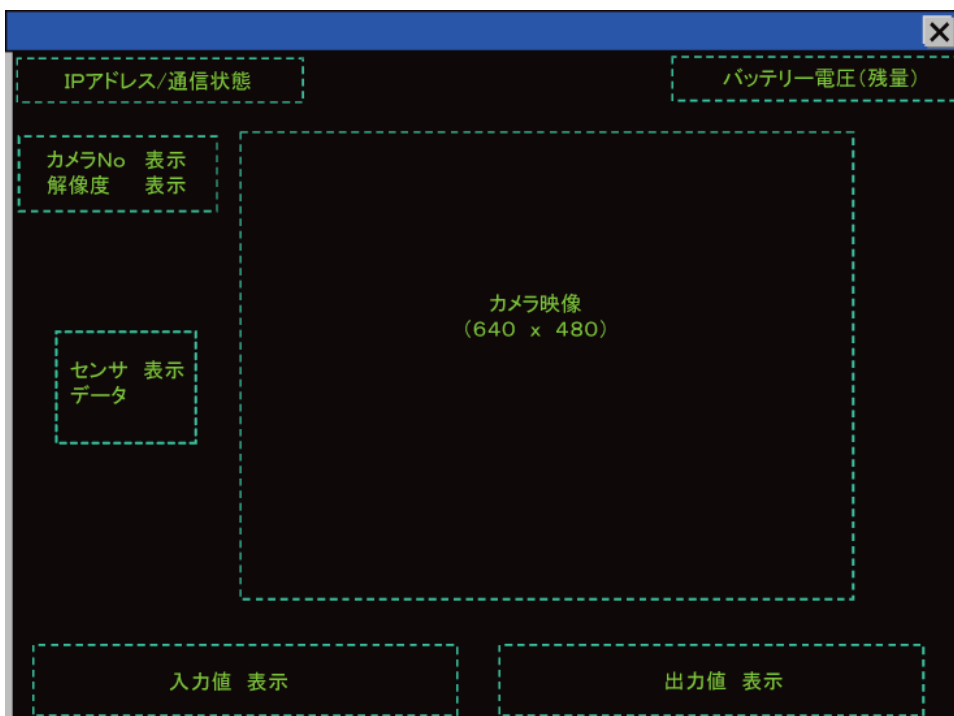 IPアドレス/通信状態
バッテリー電圧(残量)
カメラNo 表示
解像度 表示
カメラ映像
(640 x 480)
センサ 表示
データ
入力値 表示
出力値 表示